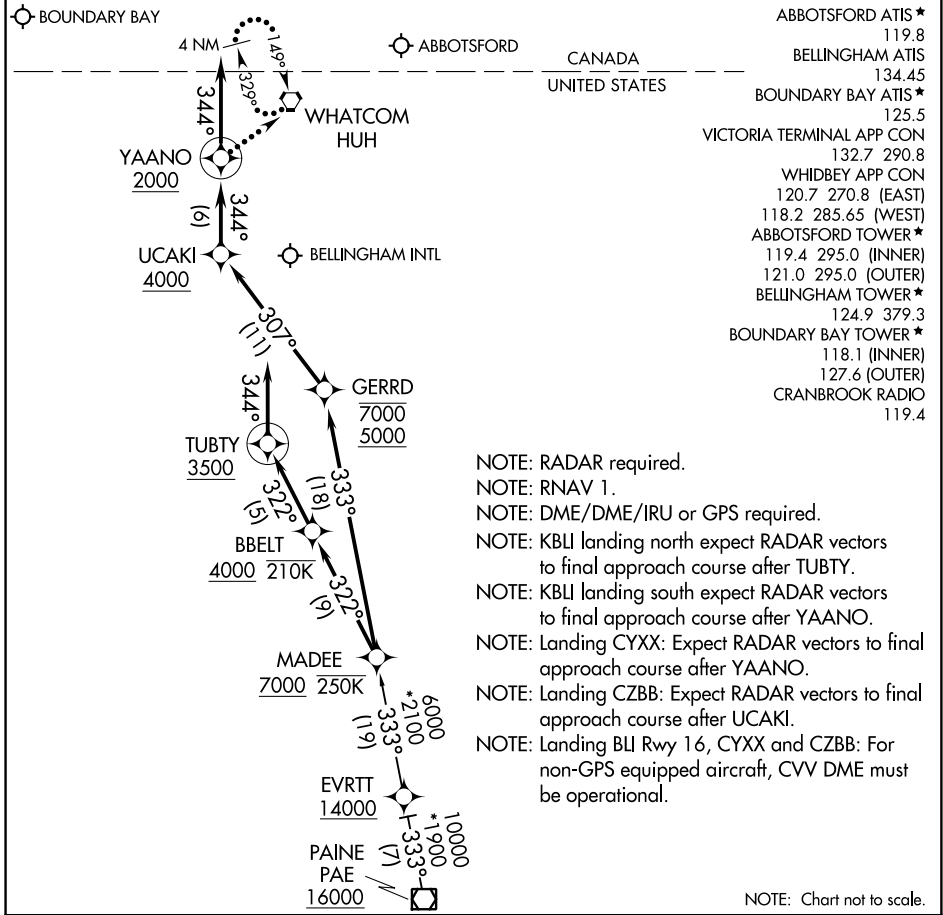 BOUNDARY BAY
4 NM
149°
329°
ABBOTSFORD
CANADA
UNITED STATES
WHATCOM
HUH
344°
YAANO
2000
344°
(6)
UCAKI
4000
BELLINGHAM INTL
307°
(11)
GERRD
7000
5000
344°
TUBTY
3500
333°
(18)
322°
(5)
BBELT
4000 210K
322°
(9)
MADEE
7000 250K
6000
*2100
333°
(19)
EVRTT
14000
10000
*1900
333°
(7)
PAINE
PAE
16000
ABBOTSFORD ATIS★
119.8
BELLINGHAM ATIS
134.45
BOUNDARY BAY ATIS★
125.5
VICTORIA TERMINAL APP CON
132.7 290.8
WHIDBEY APP CON
120.7 270.8 (EAST)
118.2 285.65 (WEST)
ABBOTSFORD TOWER★
119.4 295.0 (INNER)
121.0 295.0 (OUTER)
BELLINGHAM TOWER★
124.9 379.3
BOUNDARY BAY TOWER★
118.1 (INNER)
127.6 (OUTER)
CRANBROOK RADIO
119.4
NOTE: RADAR required.
NOTE: RNAV 1.
NOTE: DME/DME/IRU or GPS required.
NOTE: KBLI landing north expect RADAR vectors
to final approach course after TUBTY.
NOTE: KBLI landing south expect RADAR vectors
to final approach course after YAANO.
NOTE: Landing CYXX: Expect RADAR vectors to final
approach course after YAANO.
NOTE: Landing CZBB: Expect RADAR vectors to final
approach course after UCAKI.
NOTE: Landing BLI Rwy 16, CYXX and CZBB: For
non-GPS equipped aircraft, CVV DME must
be operational.
NOTE: Chart not to scale.